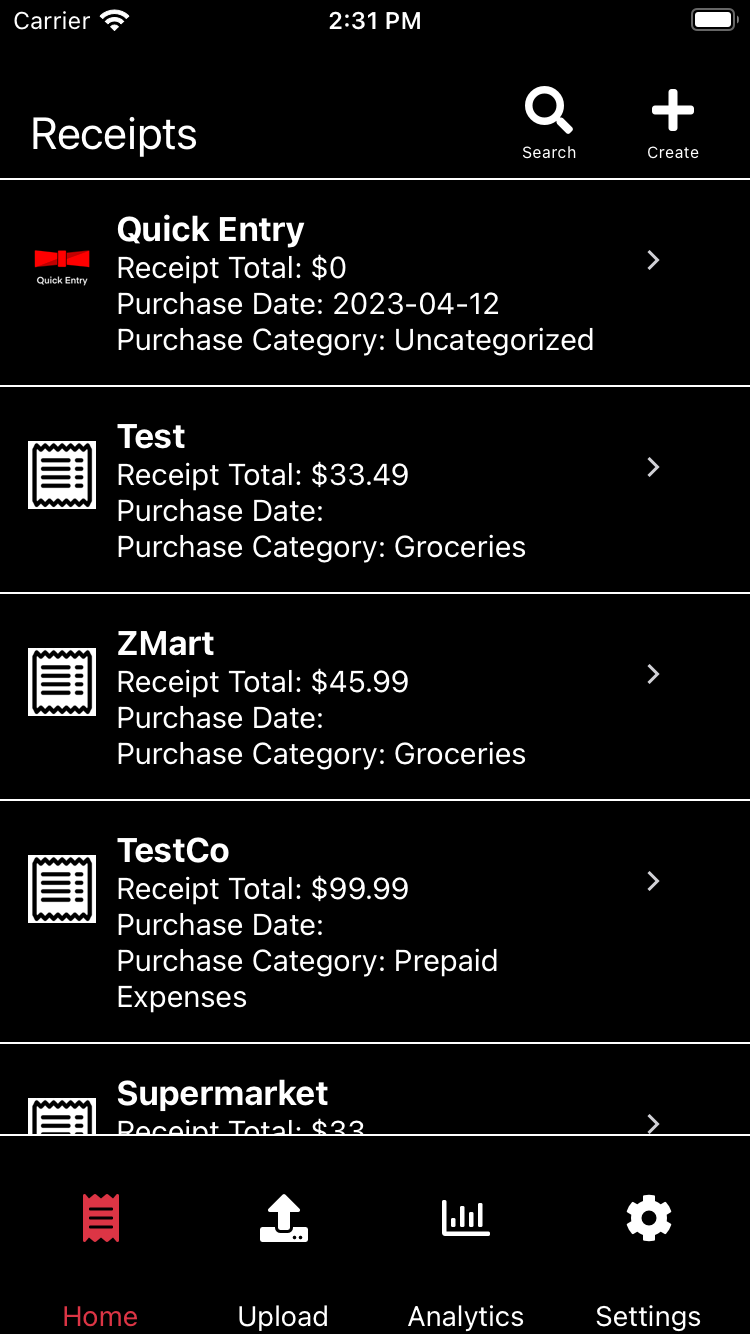 Carrier 2:31 PM
Receipts
Search Create
Quick Entry
Receipt Total: $0
Quick Entry
Purchase Date: 2023-04-12
Purchase Category: Uncategorized
Test
Receipt Total: $33.49
Purchase Date:
Purchase Category: Groceries
ZMart
Receipt Total: $45.99
Purchase Date:
Purchase Category: Groceries
TestCo
Receipt Total: $99.99
Purchase Date:
Purchase Category: Prepaid
Expenses
Supermarket
Receipt Total: $33
Home Upload Analytics Settings